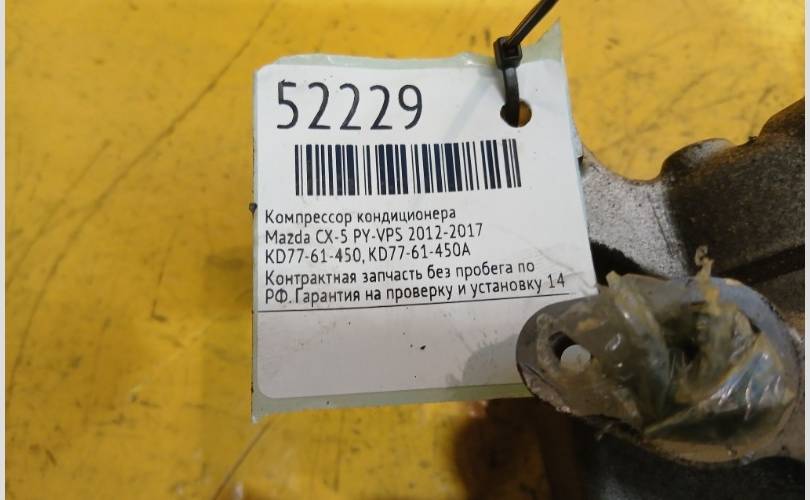 52229
Компрессор кондиционера
Mazda CX-5 PY-VPS 2012-2017
KD77-61-450, KD77-61-450A
Контрактная запчасть без пробега по
РФ. Гарантия на проверку и установку 14